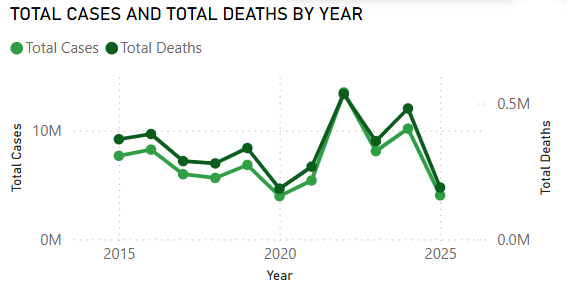 TOTAL CASES AND TOTAL DEATHS BY YEAR
Total Cases Total Deaths
0.5M
10M
Total Cases
Total Deaths
0M
0.0M
2015 2020 2025
Year